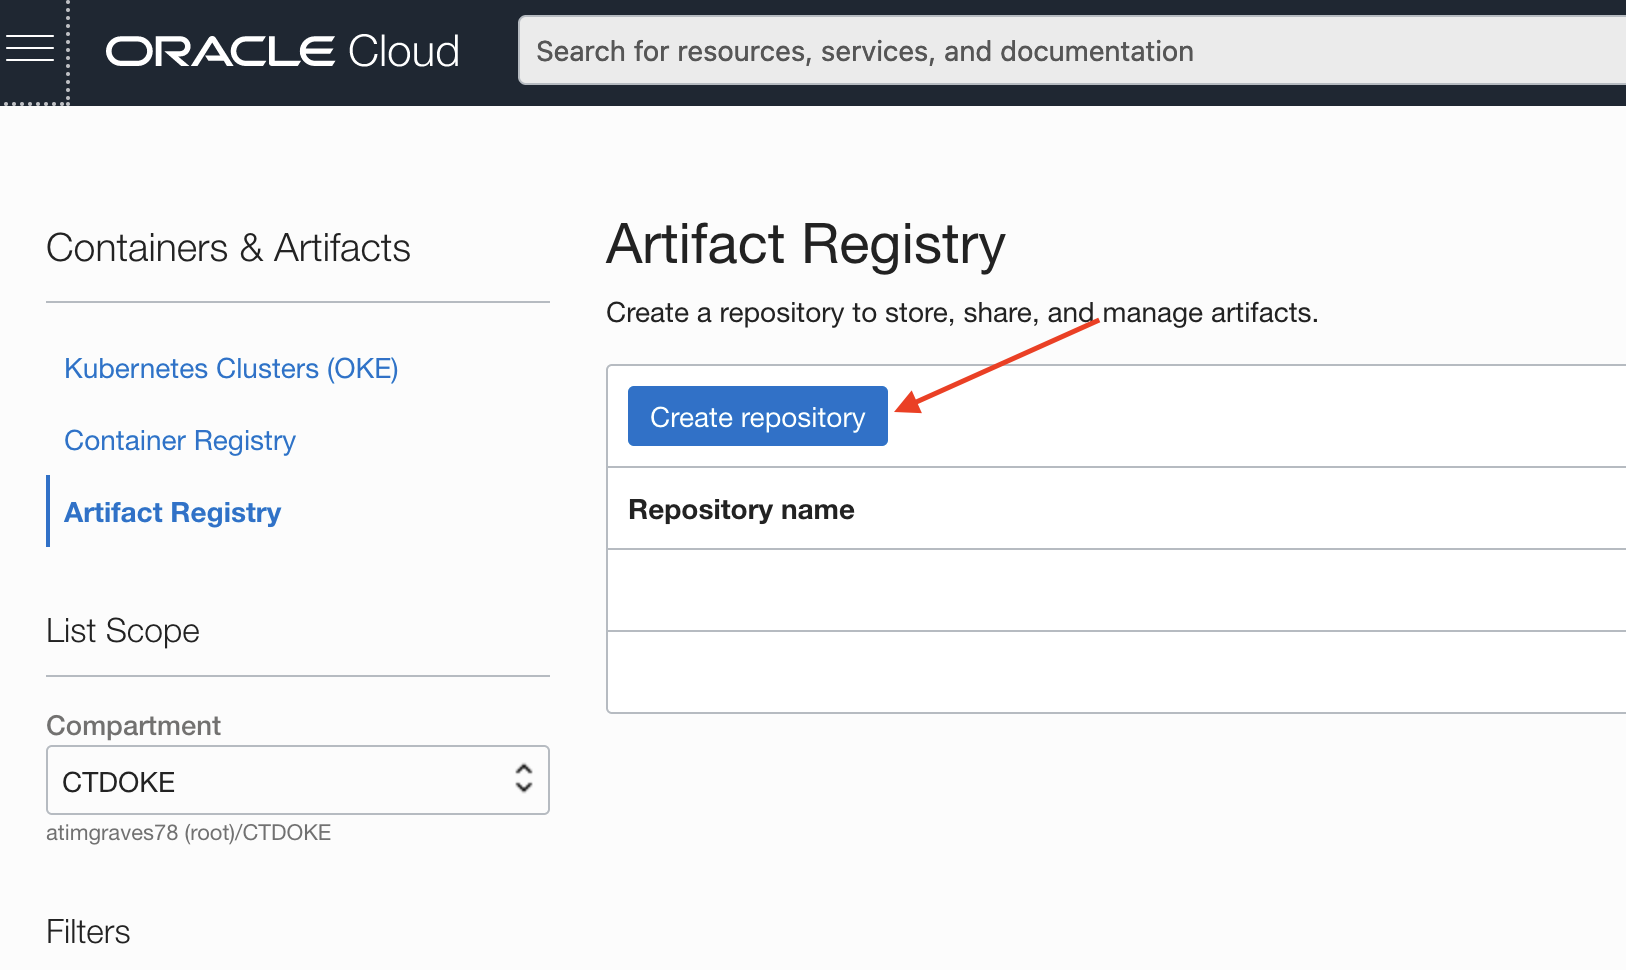 ORACLE Cloud
Search for resources, services, and documentation
Containers & Artifacts
Kubernetes Clusters (OKE)
Container Registry
Artifact Registry
List Scope
Compartment
CTDOKE
atimgraves78 (root)/CTDOKE
Filters
Artifact Registry
Create a repository to store, share, and manage artifacts.
Create repository
Repository name